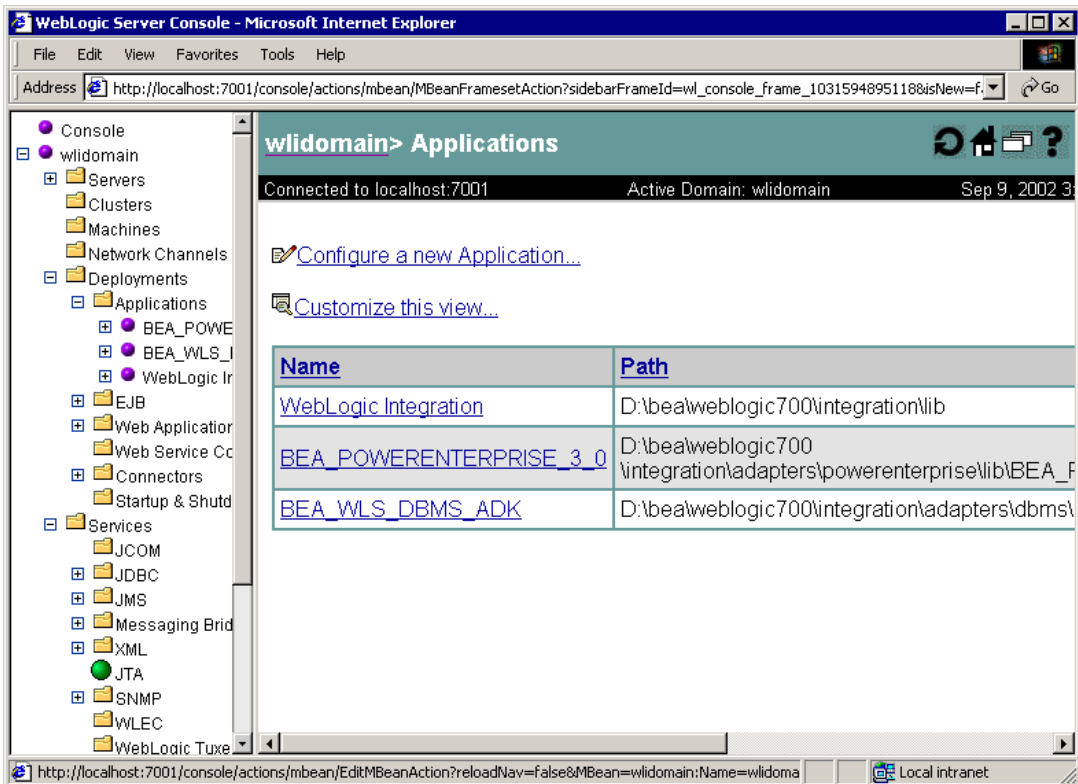 WebLogic Server Console - Microsoft Internet Explorer
File Edit View Favorites Tools Help
Address http://localhost:7001/console/actions/mbean/MBeanFramesetAction?sidebarFrameId=wl_console_frame_1031594895118&isNew=f
Go
Console
wlidomain
Servers
Clusters
Machines
Network Channels
Deployments
Applications
BEA_POWE
BEA_WLS_
WebLogic Ir
EJB
Web Application
Web Service Co
Connectors
Startup & Shutd
Services
JCOM
JDBC
JMS
Messaging Brid
XML
JTA
SNMP
WLEC
WebLogic Tuxe
wlidomain> Applications
Connected to localhost:7001 Active Domain: wlidomain Sep 9, 2002 3:
Configure a new Application...
Customize this view...
Name Path
WebLogic Integration D:\bea\weblogic700\integration\lib
BEA_POWERENTERPRISE_3_0 D:\bea\weblogic700
\integration\adapters\powerenterprise\lib\BEA_P
BEA_WLS_DBMS_ADK D:\bea\weblogic700\integration\adapters\dbms\
http://localhost:7001/console/actions/mbean/EditMBeanAction?reloadNav=false&MBean=wlidomain:Name=wlidoma
Local intranet